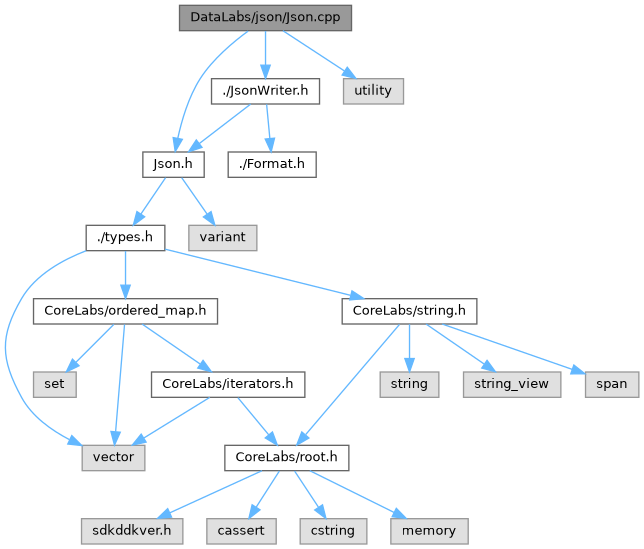 DataLabs/json/Json.cpp
./JsonWriter.h
utility
Json.h
./Format.h
./types.h
variant
CoreLabs/ordered_map.h
CoreLabs/string.h
set
CoreLabs/iterators.h
string
string_view
span
vector
CoreLabs/root.h
sdkddkver.h
cassert
cstring
memory